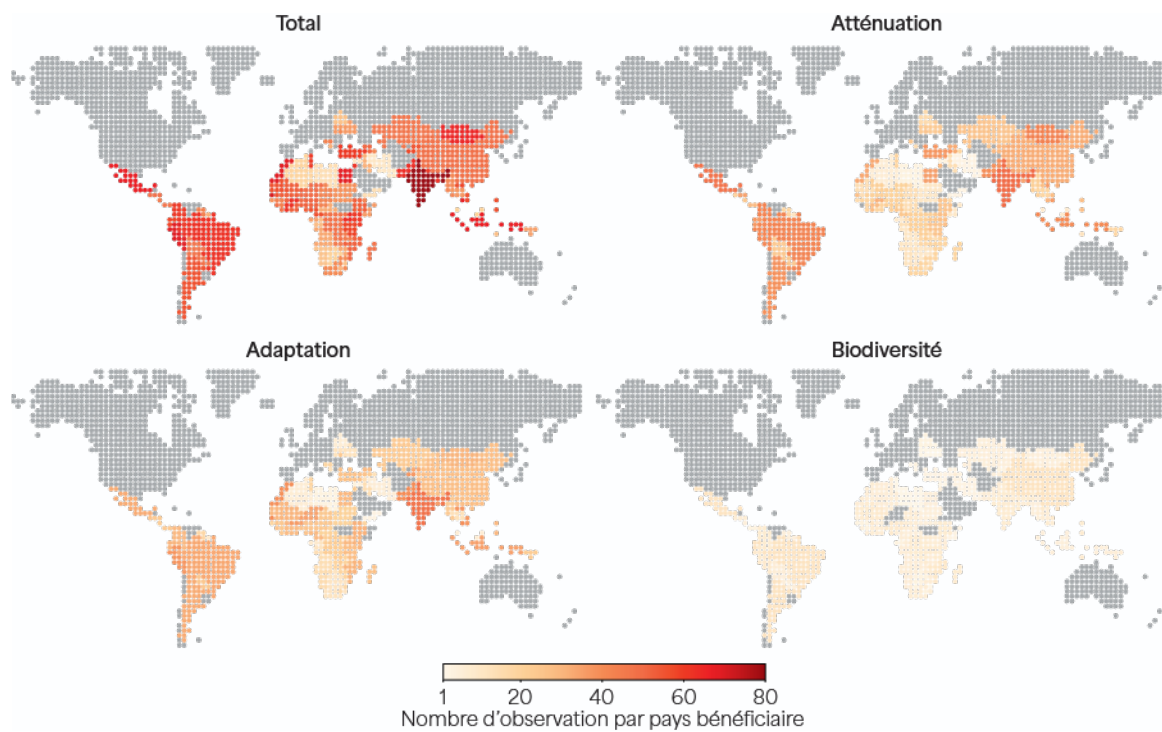 Total
Atténuation
Adaptation
Biodiversité
1 20 40 60 80
Nombre d'observation par pays bénéficiaire